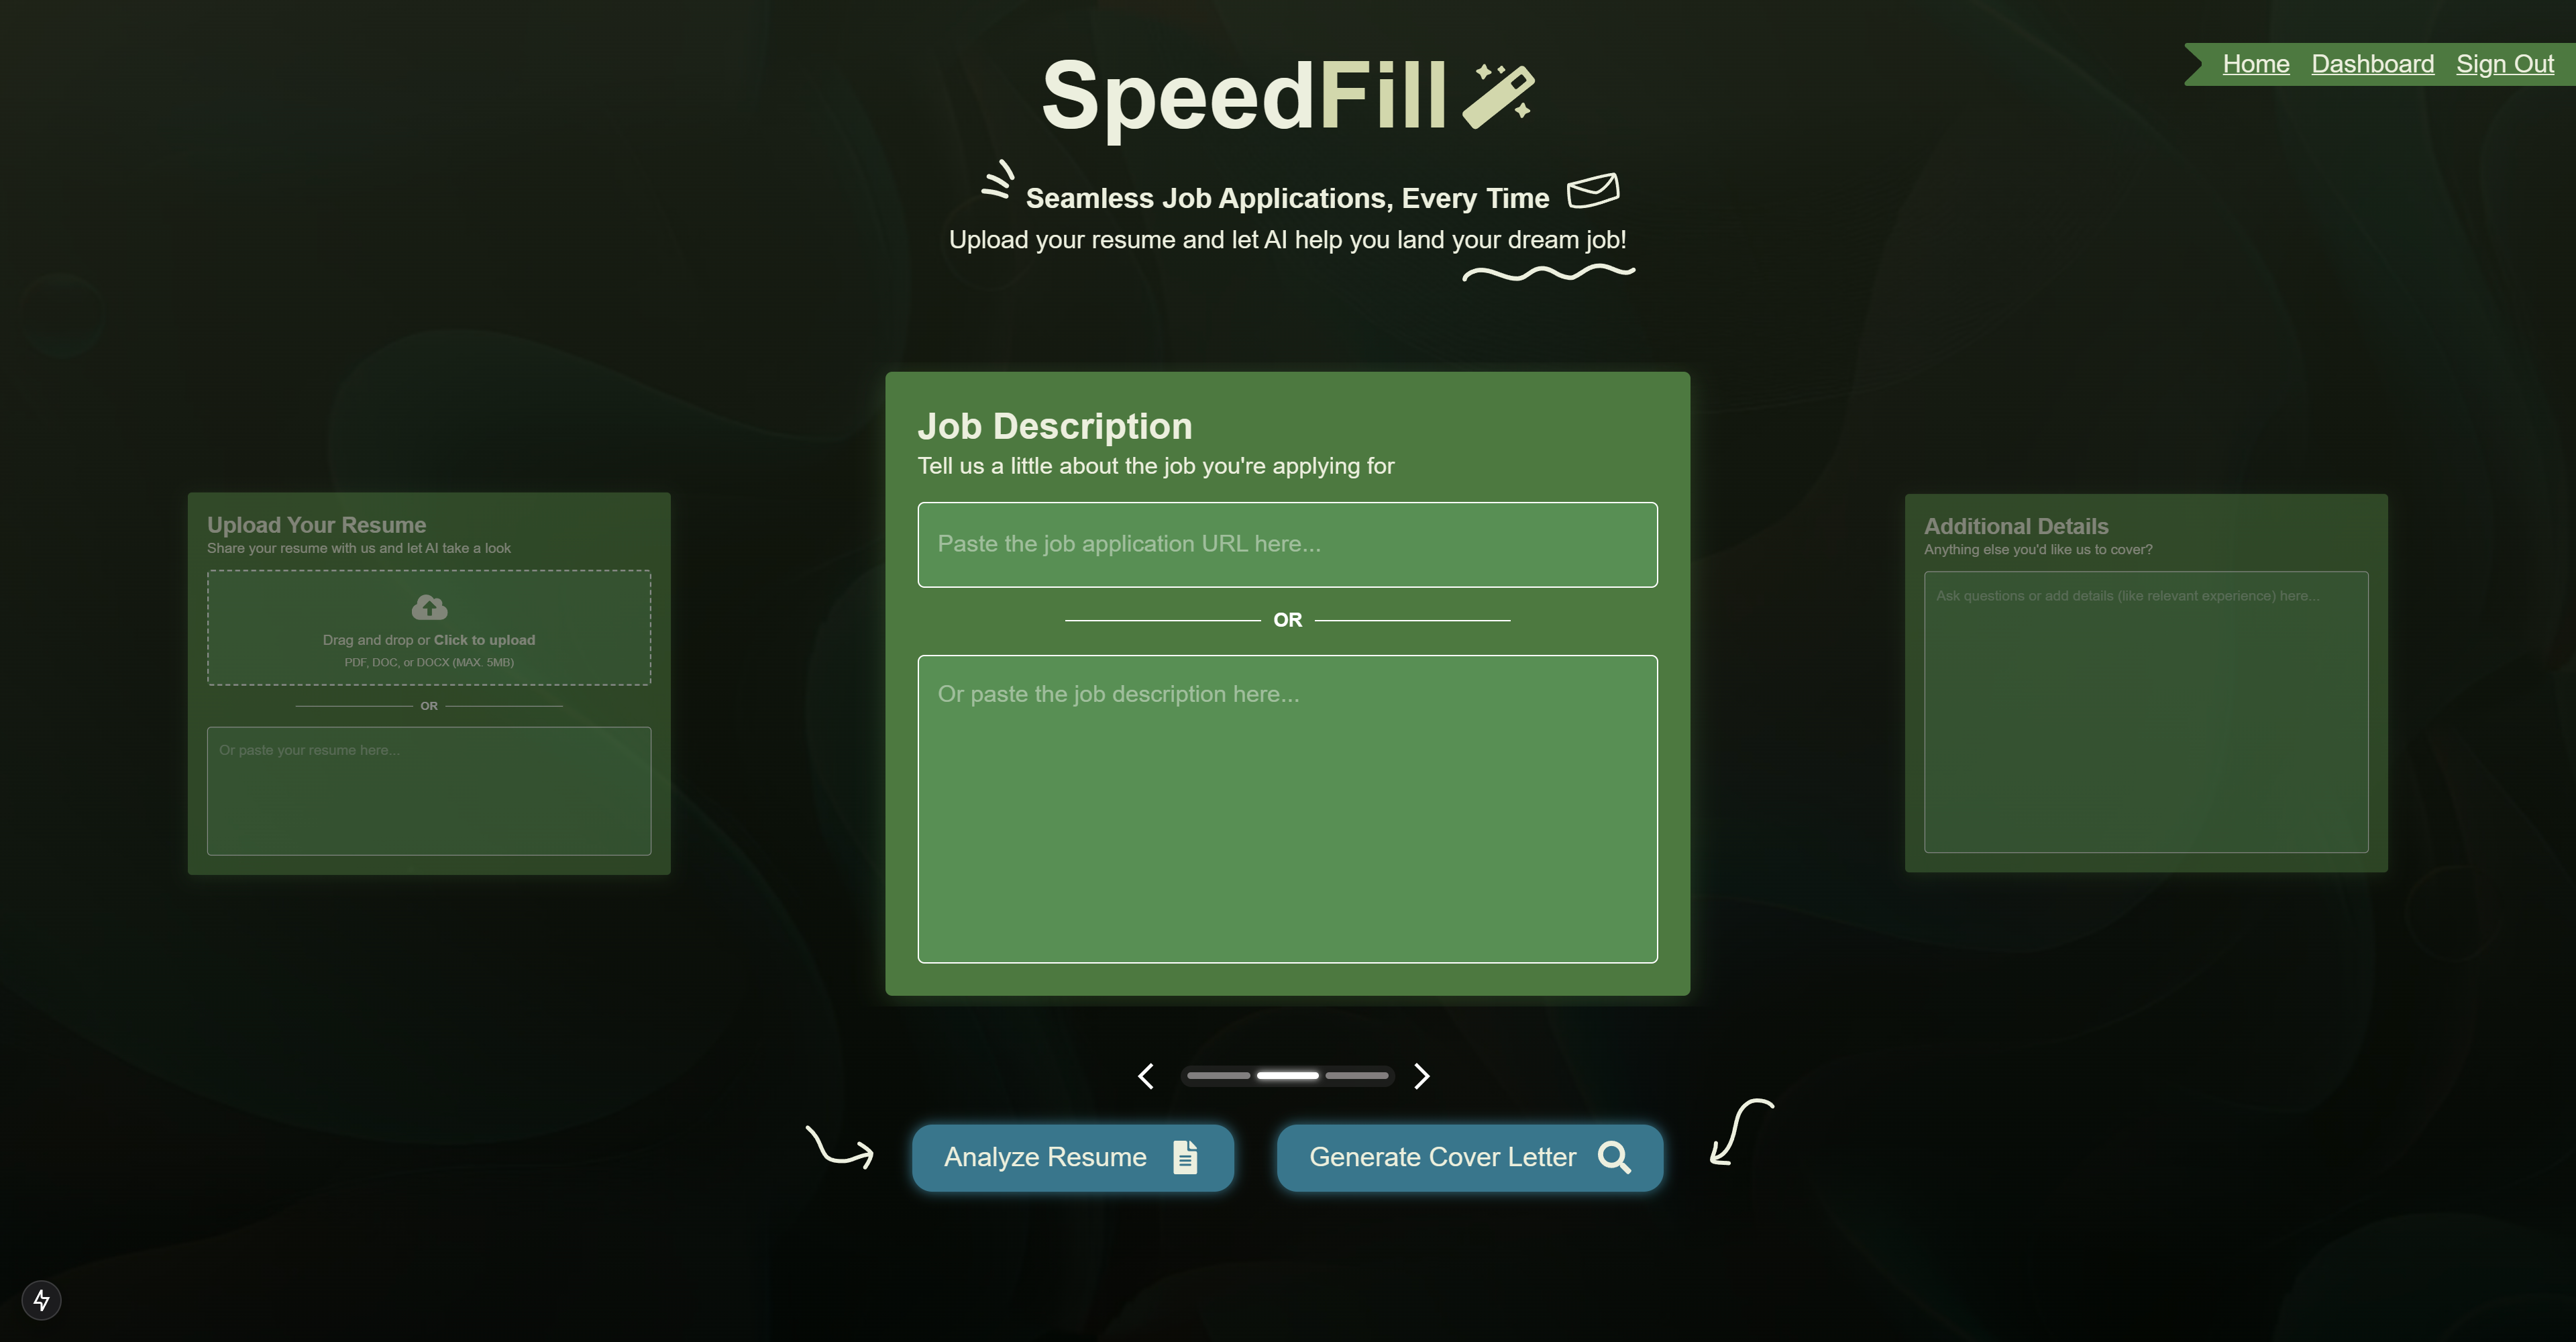 SpeedFill
Home Dashboard Sign Out
Seamless Job Applications, Every Time
Upload your resume and let AI help you land your dream job!
Upload Your Resume
Share your resume with us and let AI take a look
Drag and drop or Click to upload
PDF, DOC, or DOCX (MAX. 5MB)
OR
Or paste your resume here...
Job Description
Tell us a little about the job you're applying for
Paste the job application URL here...
OR
Or paste the job description here...
Additional Details
Anything else you'd like us to cover?
Ask questions or add details (like relevant experience) here...
Analyze Resume
Generate Cover Letter